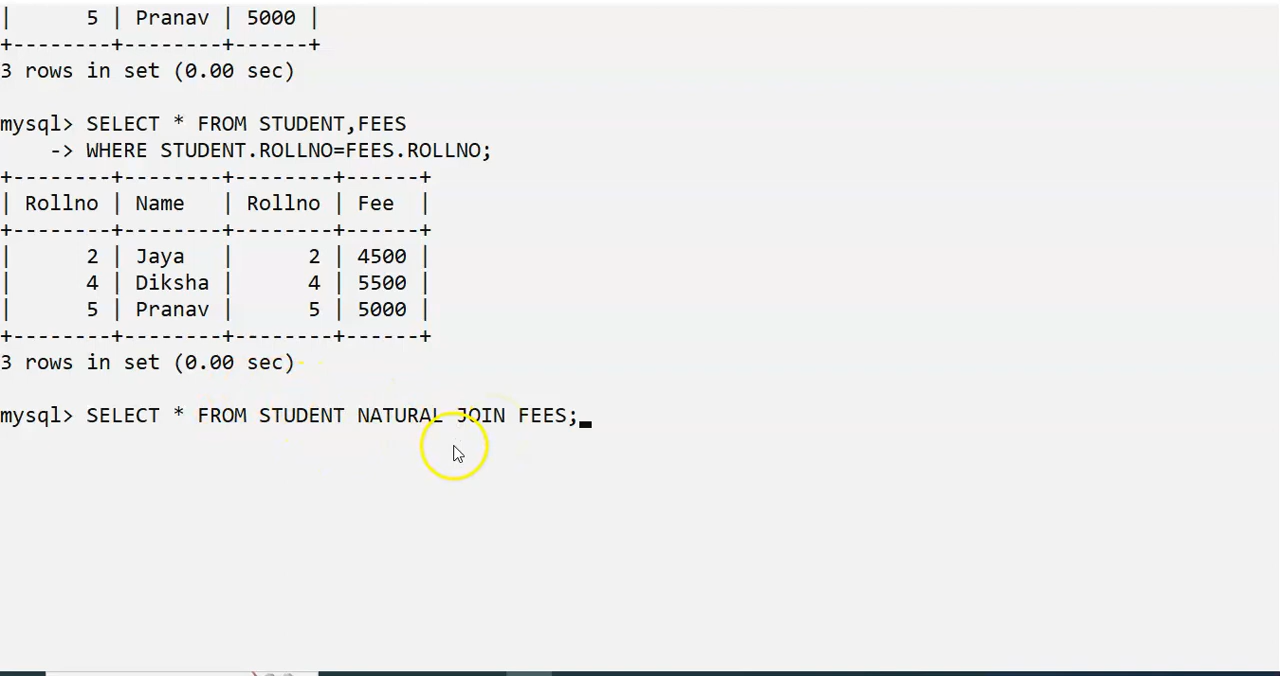 |      5 | Pranav | 5000 |
+--------+--------+------+
3 rows in set (0.00 sec)
mysql> SELECT * FROM STUDENT,FEES
    -> WHERE STUDENT.ROLLNO=FEES.ROLLNO;
+--------+--------+--------+------+
| Rollno | Name   | Rollno | Fee  |
+--------+--------+--------+------+
|      2 | Jaya   |      2 | 4500 |
|      4 | Diksha |      4 | 5500 |
|      5 | Pranav |      5 | 5000 |
+--------+--------+--------+------+
3 rows in set (0.00 sec)
mysql> SELECT * FROM STUDENT NATURAL JOIN FEES;